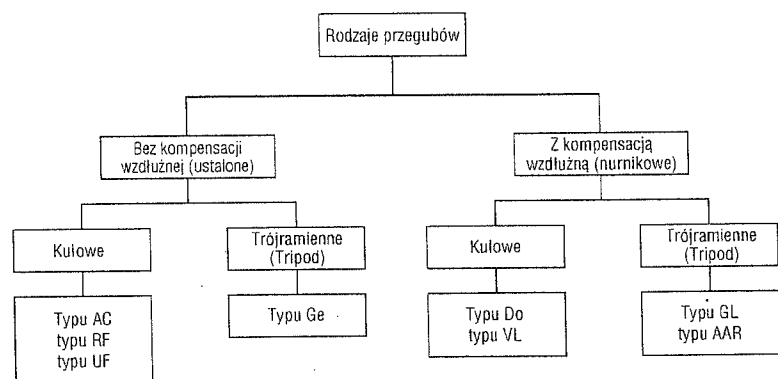 Rodzaje przegubów
Bez kompensacji
wzdłużnej (ustalone)
Z kompensacją
wzdłużną (nurnikowe)
Kulowe
Trójramienne
(Tripod)
Kulowe
Trójramienne
(Tripod)
Typu AC
typu RF
typu UF
Typu Ge
Typu Do
typu VL
Typu GL
typu AAR